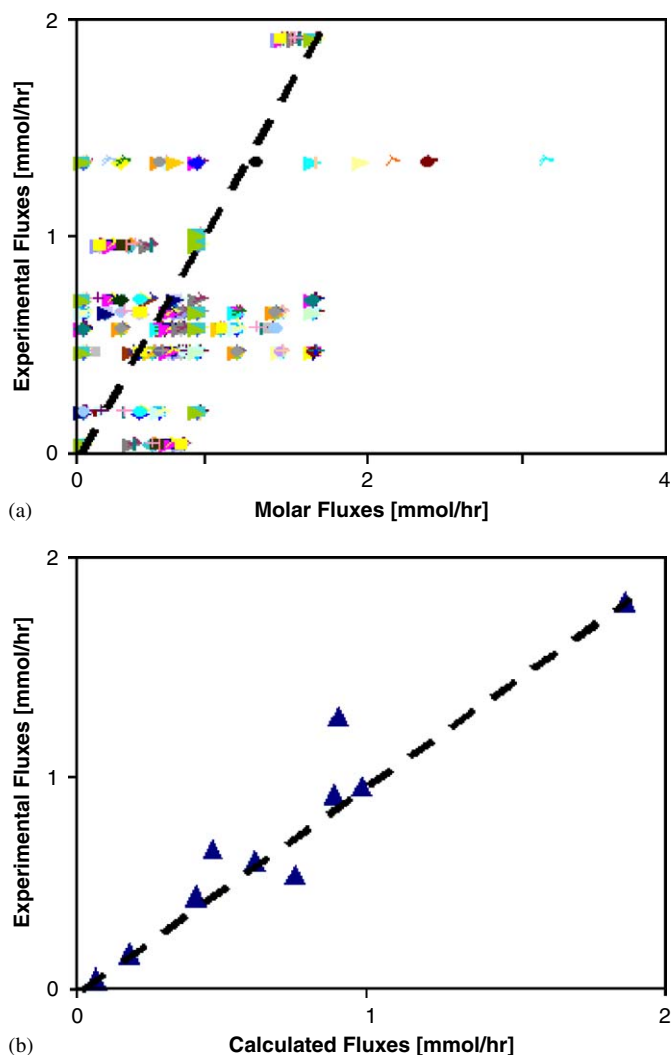 2
1
0
Experimental Fluxes [mmol/hr]
0 2 4
(a)
Molar Fluxes [mmol/hr]
2
1
0
Experimental Fluxes [mmol/hr]
0 1 2
(b)
Calculated Fluxes [mmol/hr]